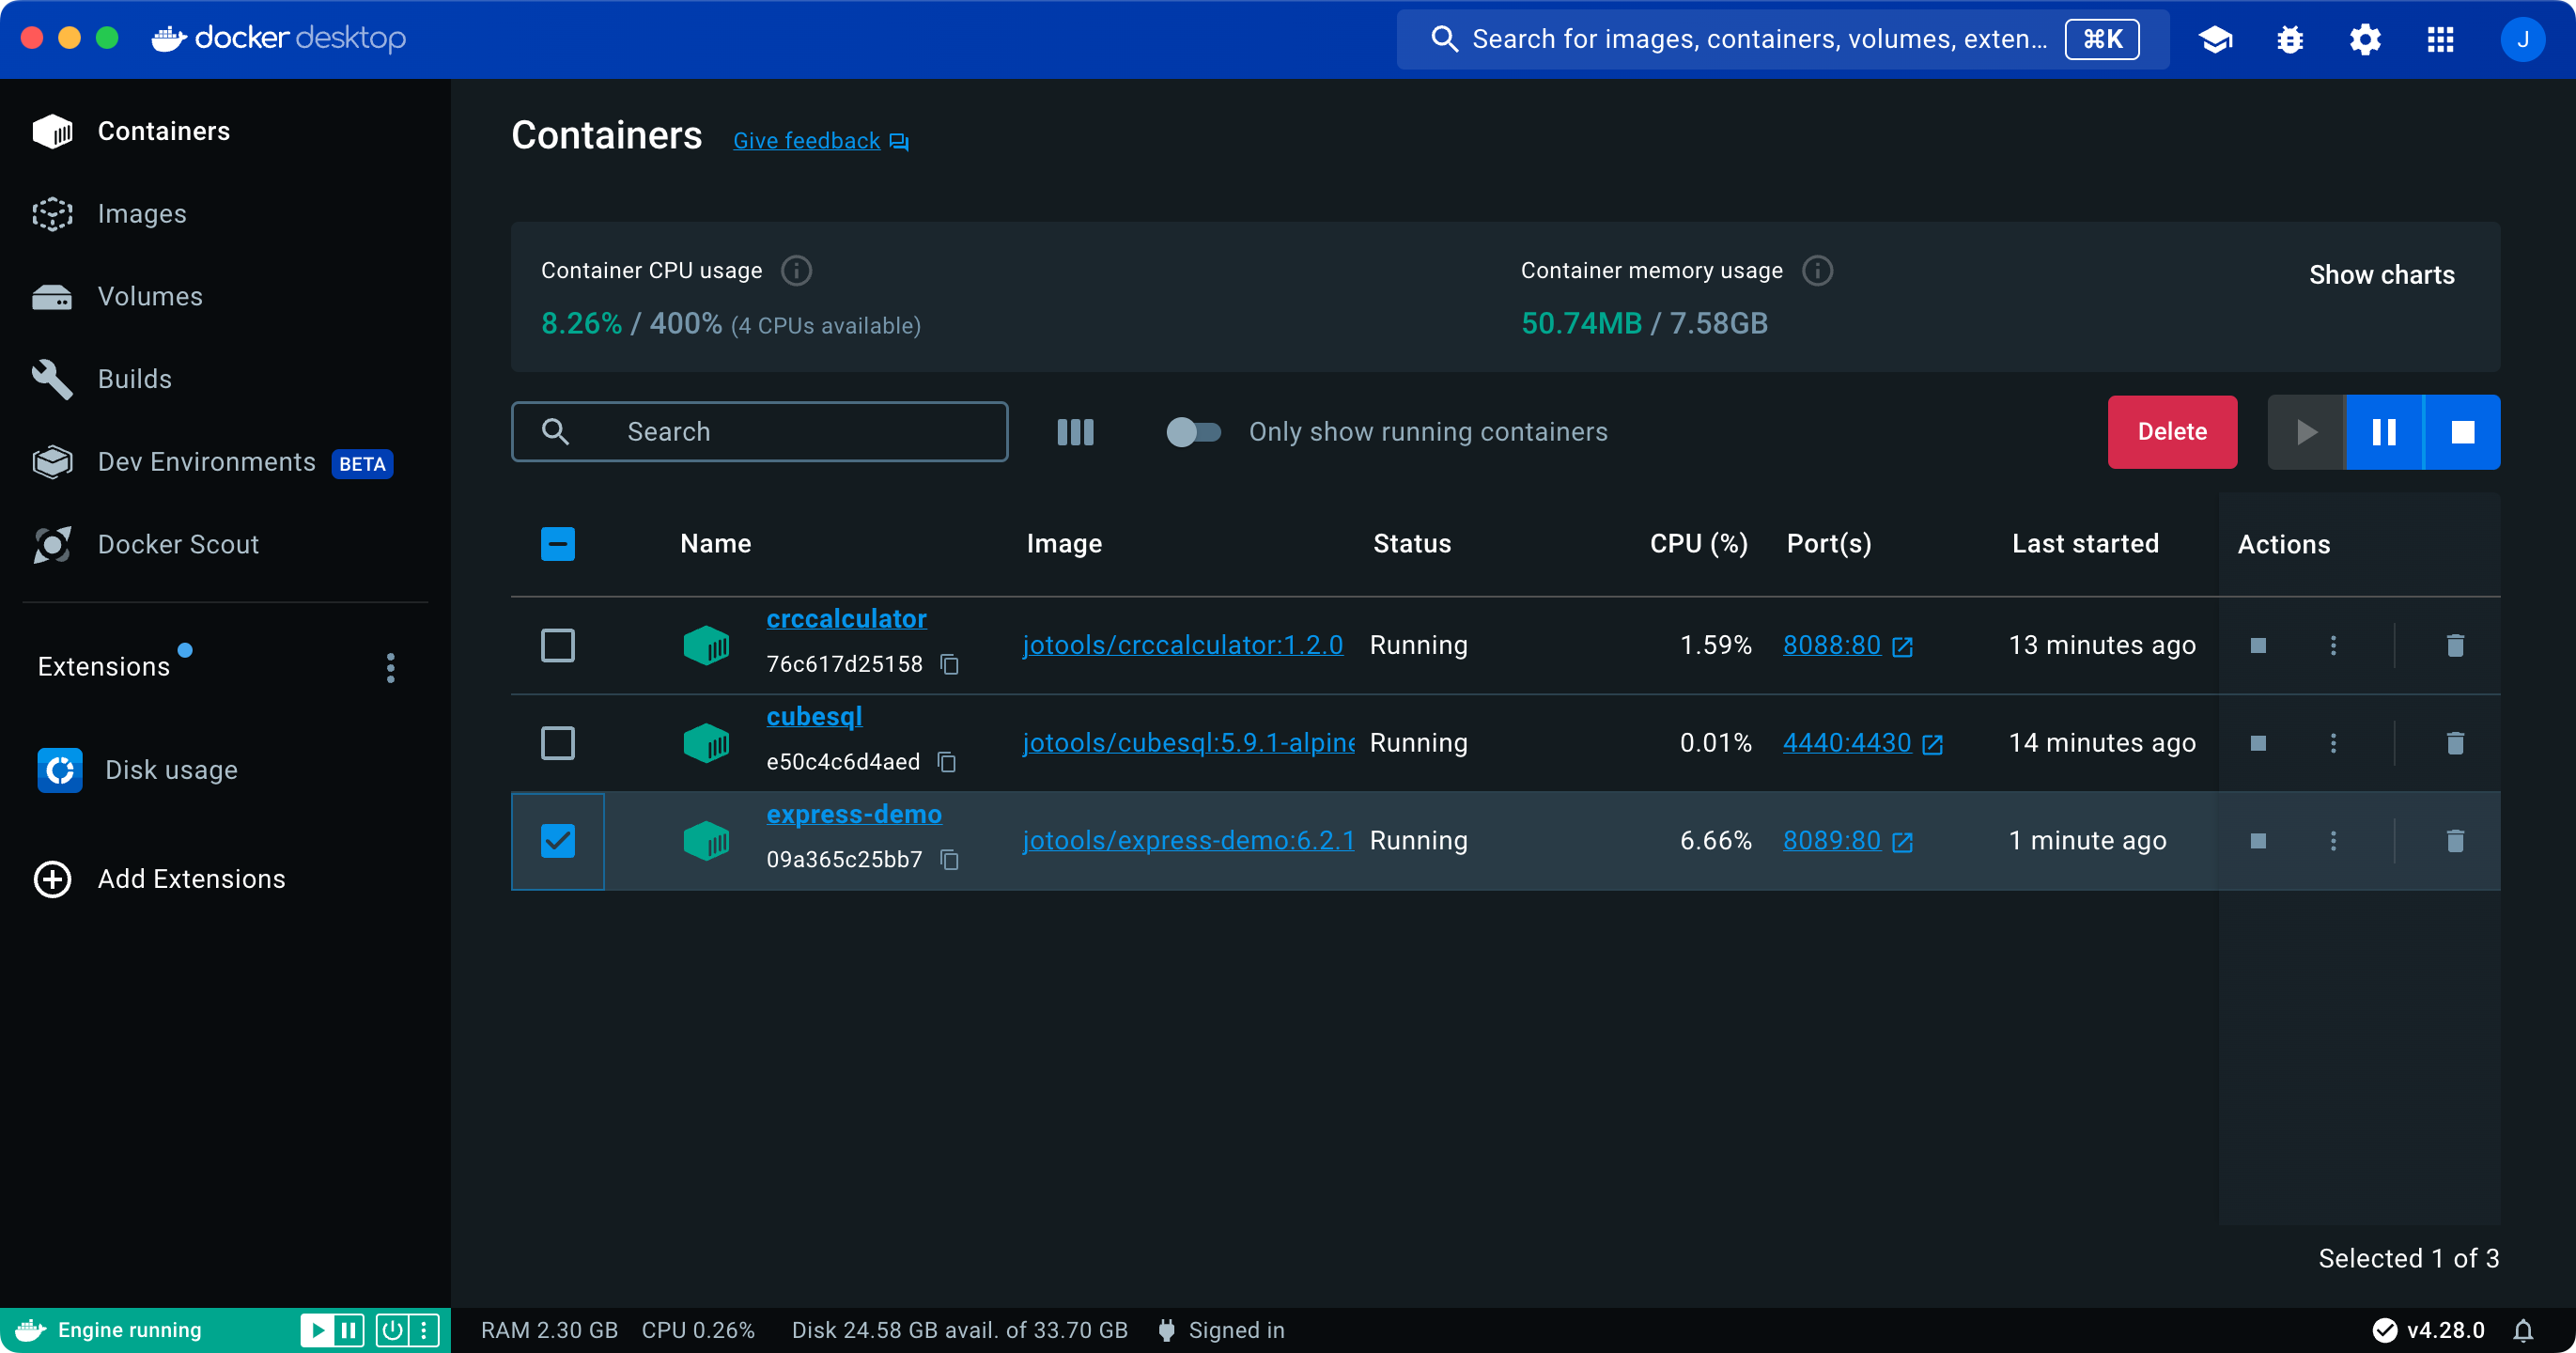 docker desktop
Search for images, containers, volumes, exten... ⌘K
J
Containers
Images
Volumes
Builds
Dev Environments BETA
Docker Scout
Extensions
Disk usage
Add Extensions
Containers Give feedback
Container CPU usage
8.26% / 400% (4 CPUs available)
Container memory usage
50.74MB / 7.58GB
Show charts
Search
Only show running containers
Delete
Name Image Status CPU (%) Port(s) Last started Actions
crccalculator
76c617d25158
jotools/crccalculator:1.2.0 Running 1.59% 8088:80 13 minutes ago
cubesql
e50c4c6d4aed
jotools/cubesql:5.9.1-alpine Running 0.01% 4440:4430 14 minutes ago
express-demo
09a365c25bb7
jotools/express-demo:6.2.1 Running 6.66% 8089:80 1 minute ago
Selected 1 of 3
Engine running
RAM 2.30 GB CPU 0.26% Disk 24.58 GB avail. of 33.70 GB Signed in
v4.28.0